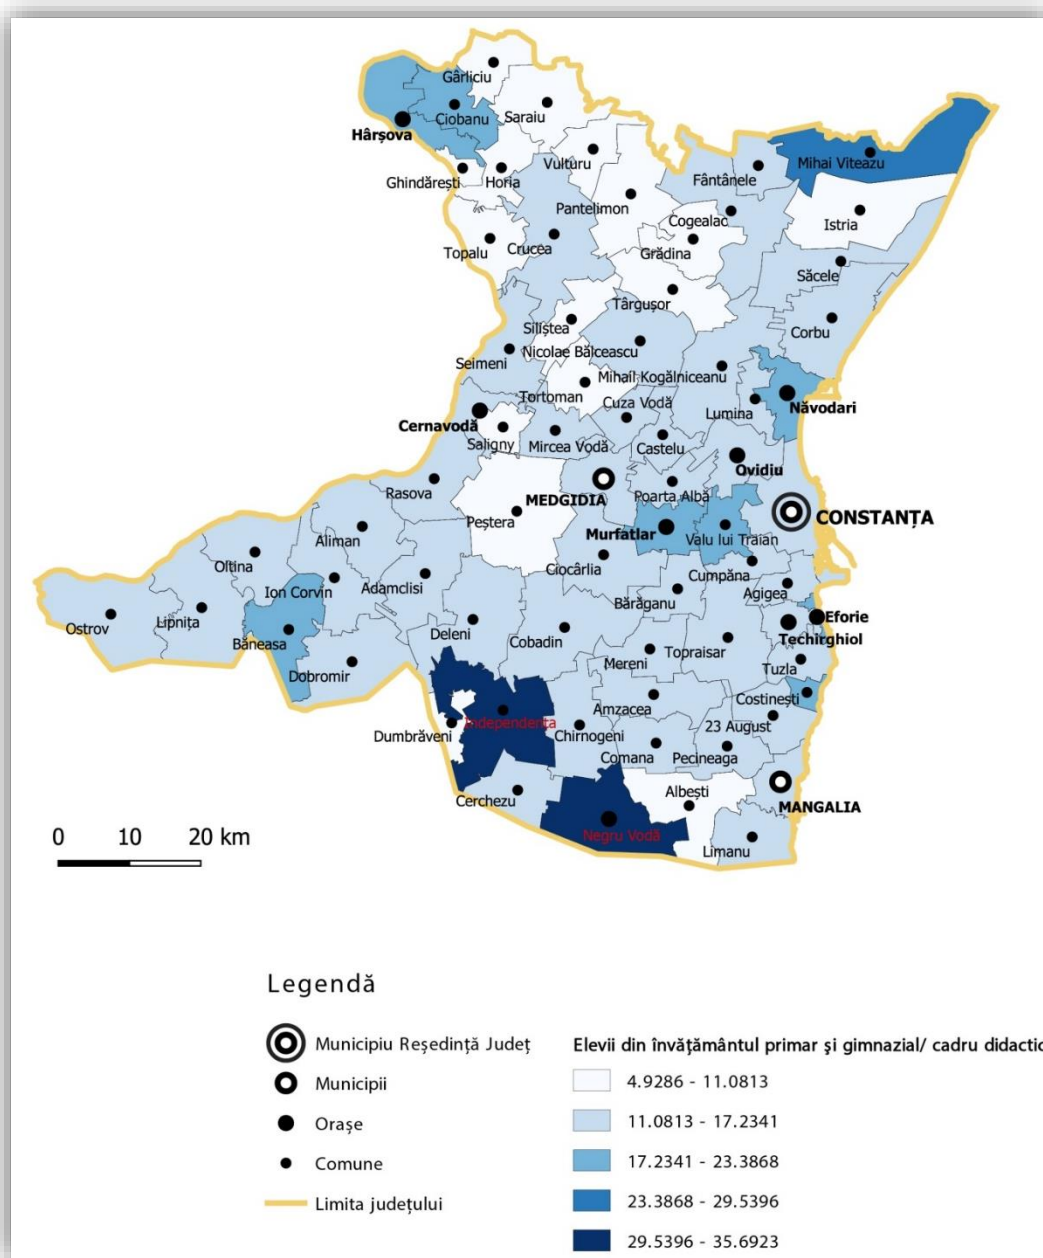 Gârliciu
Ciobanu
Saraiu
Hârșova
Vulturu
Mihai Viteazu
Ghindărești
Horia
Fântânele
Pantelimon
Cogealac
Istria
Topalu
Crucea
Grădina
Săcele
Târgușor
Siliștea
Corbu
Nicolae Bălcescu
Seimeni
Mihail Kogălniceanu
Tortoman
Cuza Vodă
Lumina
Năvodari
Cernavodă
Saligny
Mircea Vodă
Castelu
Ovidiu
Rasova
MEDGIDIA
Poarta Albă
Peștera
CONSTANȚA
Murfatlar
Valu lui Traian
Aliman
Oltina
Ciocârlia
Cumpăna
Ion Corvin
Adamclisi
Bărăganu
Agigea
Ostrov
Lipnița
Eforie
Băneasa
Deleni
Cobadin
Techirghiol
Mereni
Topraisar
Dobromir
Tuzla
Costinești
Amzacea
Independența
23 August
Dumbrăveni
Chirnogeni
Comana
Pecineaga
Albești
Cerchezu
MANGALIA
Negru Vodă
Limanu
0 10 20 km
Legendă
Municipiu Reședință Județ
Municipii
Orașe
Comune
Limita județului
Elevii din învățământul primar și gimnazial/ cadru didactic
4.9286 - 11.0813
11.0813 - 17.2341
17.2341 - 23.3868
23.3868 - 29.5396
29.5396 - 35.6923